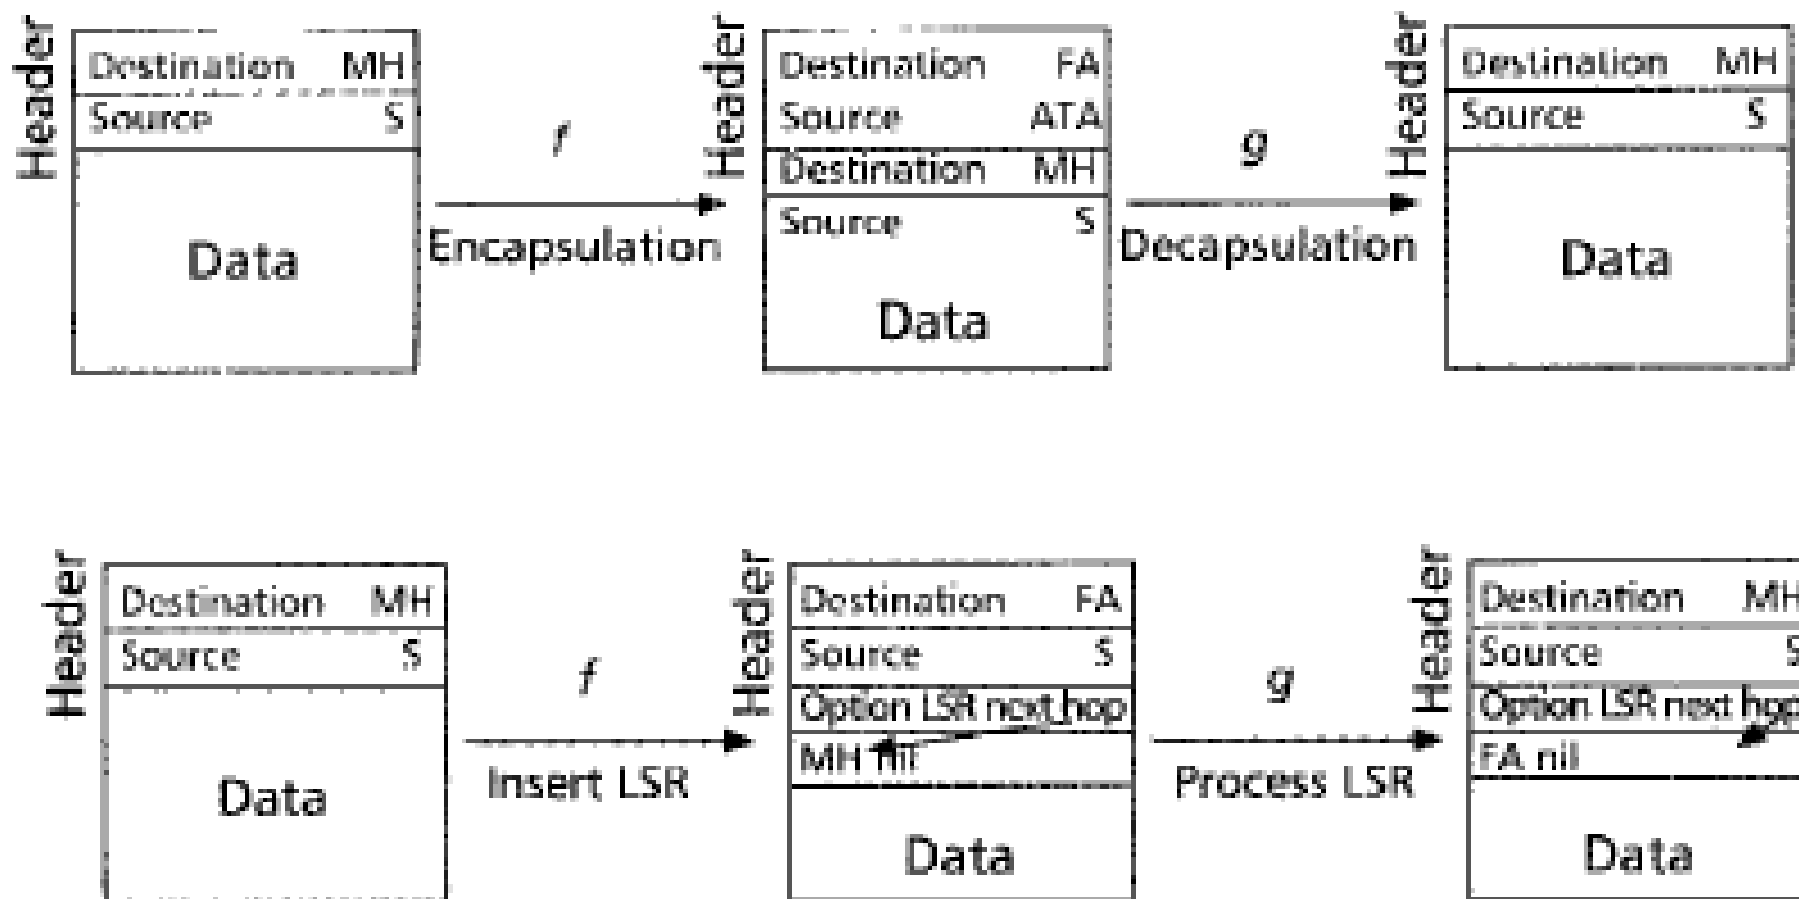 Header
Destination MH
Source S
Data
f
Encapsulation
Header
Destination FA
Source ATA
Destination MH
Source S
Data
g
Decapsulation
Header
Destination MH
Source S
Data
Header
Destination MH
Source S
Data
f
Insert LSR
Header
Destination FA
Source S
Option LSR next hop
MH nil
Data
g
Process LSR
Header
Destination MH
Source S
Option LSR next hop
FA nil
Data